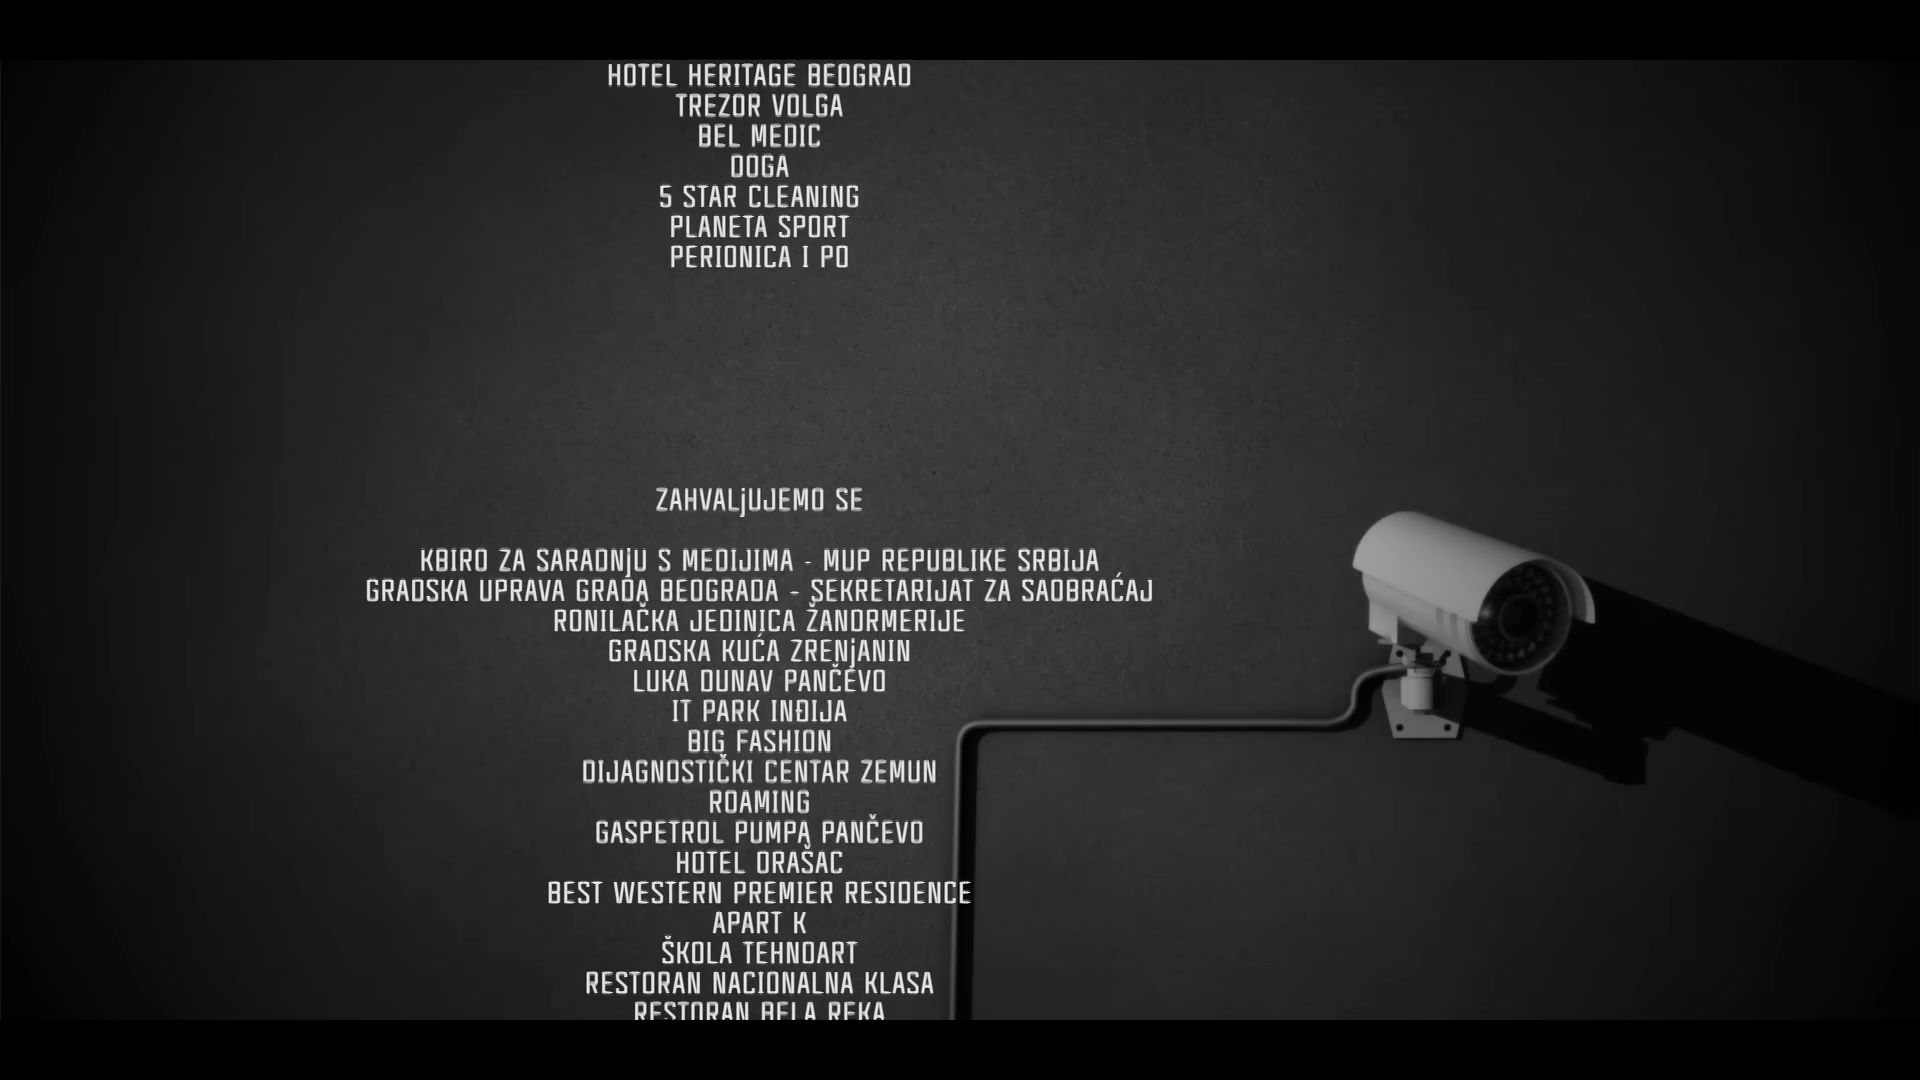 HOTEL HERITAGE BEOGRAD
TREZOR VOLGA
BEL MEDIC
DOGA
5 STAR CLEANING
PLANETA SPORT
PERIONICA I PO
ZAHVALjUJEMO SE
KBIRO ZA SARADNjU S MEDIJIMA - MUP REPUBLIKE SRBIJA
GRADSKA UPRAVA GRADA BEOGRADA - SEKRETARIJAT ZA SAOBRAĆAJ
RONILAČKA JEDINICA ŽANDRMERIJE
GRADSKA KUĆA ZRENjANIN
LUKA DUNAV PANČEVO
IT PARK INĐIJA
BIG FASHION
DIJAGNOSTIČKI CENTAR ZEMUN
ROAMING
GASPETROL PUMPA PANČEVO
HOTEL ORAŠAC
BEST WESTERN PREMIER RESIDENCE
APART K
ŠKOLA TEHNOART
RESTORAN NACIONALNA KLASA
RESTORAN BELA REKA